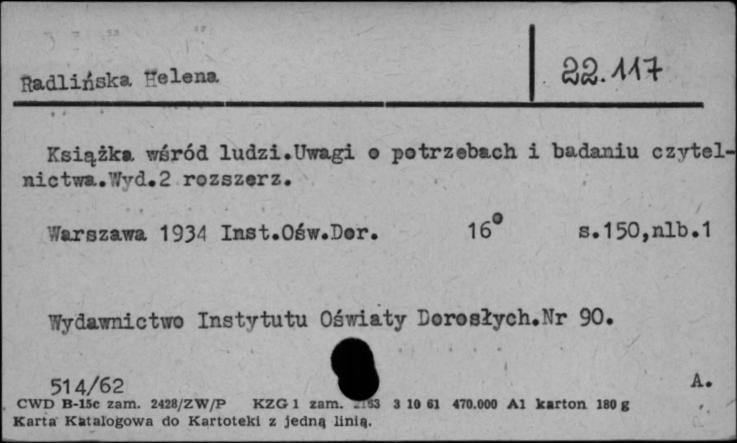 Radlińska Helena
22.117
Książka wśród ludzi.Uwagi o potrzebach i badaniu czytel-
nictwa.Wyd.2 rozszerz.
Warszawa 1934 Inst.Ośw.Dor. 16° s.150,nlb.1
Wydawnictwo Instytutu Oświaty Dorosłych.Nr 90.
514/62 A.
CWD B-15c zam. 2428/ZW/P KZG 1 zam. 3 10 61 470.000 A1 karton 180 g
Karta Katalogowa do Kartoteki z jedną linią.